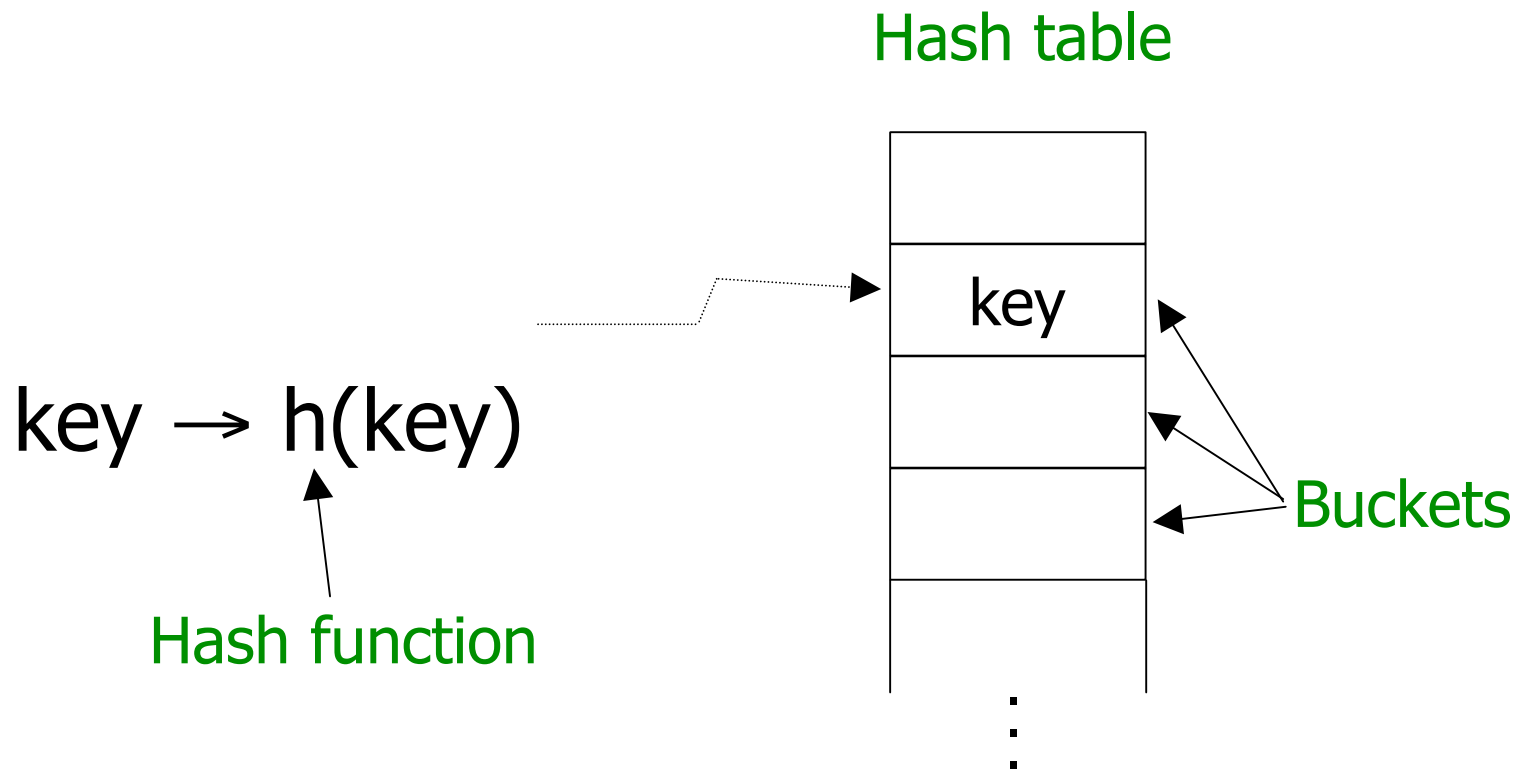 Hash table
key
key → h(key)
Buckets
Hash function